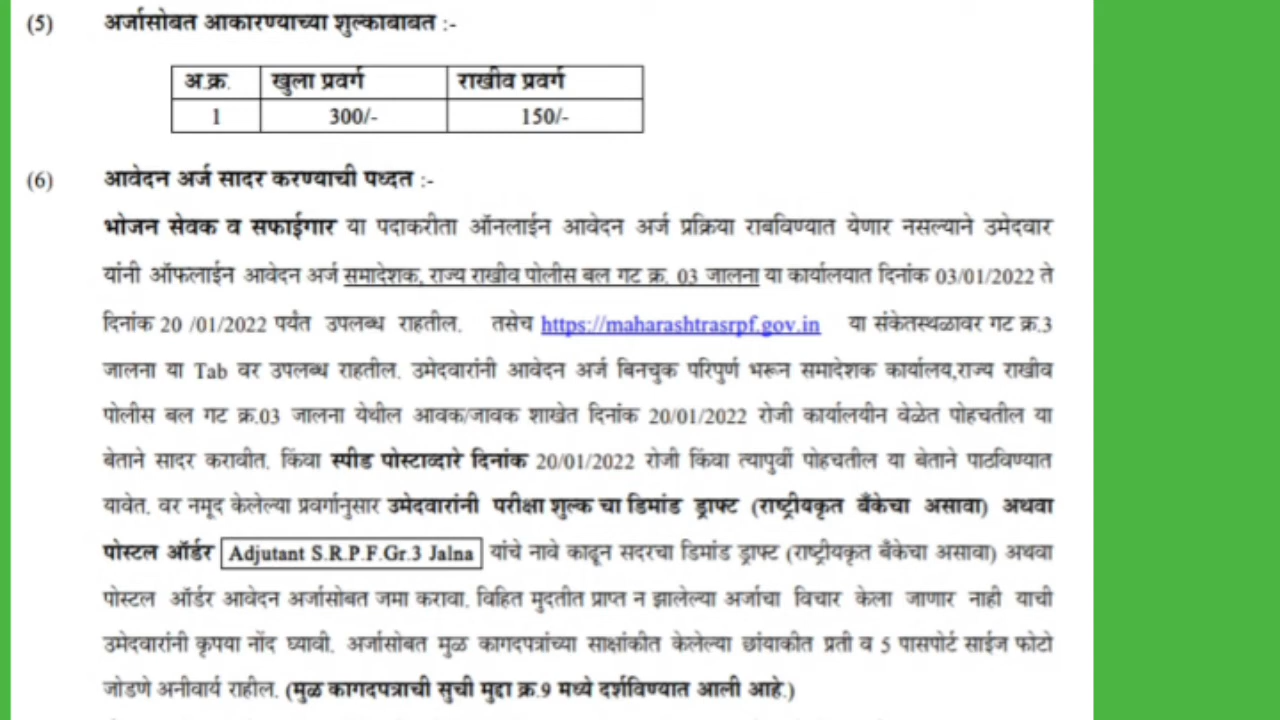 (5) अर्जासोबत आकारण्याच्या शुल्काबाबत :-
अ.क्र. खुला प्रवर्ग राखीव प्रवर्ग
1 300/- 150/-
(6) आवेदन अर्ज सादर करण्याची पध्दत :-
भोजन सेवक व सफाईगार या पदाकरीता ऑनलाईन आवेदन अर्ज प्रक्रिया राबविण्यात येणार नसल्याने उमेदवार
यांनी ऑफलाईन आवेदन अर्ज समादेशक, राज्य राखीव पोलीस बल गट क्र. 03 जालना या कार्यालयात दिनांक 03/01/2022 ते
दिनांक 20 /01/2022 पर्यंत उपलब्ध राहतील. तसेच https://maharashtrasrpf.gov.in या संकेतस्थळावर गट क्र.3
जालना या Tab वर उपलब्ध राहतील. उमेदवारांनी आवेदन अर्ज बिनचुक परिपुर्ण भरून समादेशक कार्यालय,राज्य राखीव
पोलीस बल गट क्र.03 जालना येथील आवक/जावक शाखेत दिनांक 20/01/2022 रोजी कार्यालयीन वेळेत पोहचतील या
बेताने सादर करावीत. किंवा स्पीड पोस्टाव्दारे दिनांक 20/01/2022 रोजी किंवा त्यापुर्वी पोहचतील या बेताने पाठविण्यात
यावेत. वर नमूद केलेल्या प्रवर्गानुसार उमेदवारांनी परीक्षा शुल्क चा डिमांड ड्राफ्ट (राष्ट्रीयकृत बँकेचा असावा) अथवा
पोस्टल ऑर्डर Adjutant S.R.P.F.Gr.3 Jalna यांचे नावे काढून सदरचा डिमांड ड्राफ्ट (राष्ट्रीयकृत बँकेचा असावा) अथवा
पोस्टल ऑर्डर आवेदन अर्जासोबत जमा करावा. विहित मुदतीत प्राप्त न झालेल्या अर्जाचा विचार केला जाणार नाही याची
उमेदवारांनी कृपया नोंद घ्यावी. अर्जासोबत मुळ कागदपत्रांच्या साक्षांकीत केलेल्या छांयाकीत प्रती व 5 पासपोर्ट साईज फोटो
जोडणे अनीवार्य राहील. (मुळ कागदपत्राची सुची मुद्दा क्र.9 मध्ये दर्शविण्यात आली आहे.)